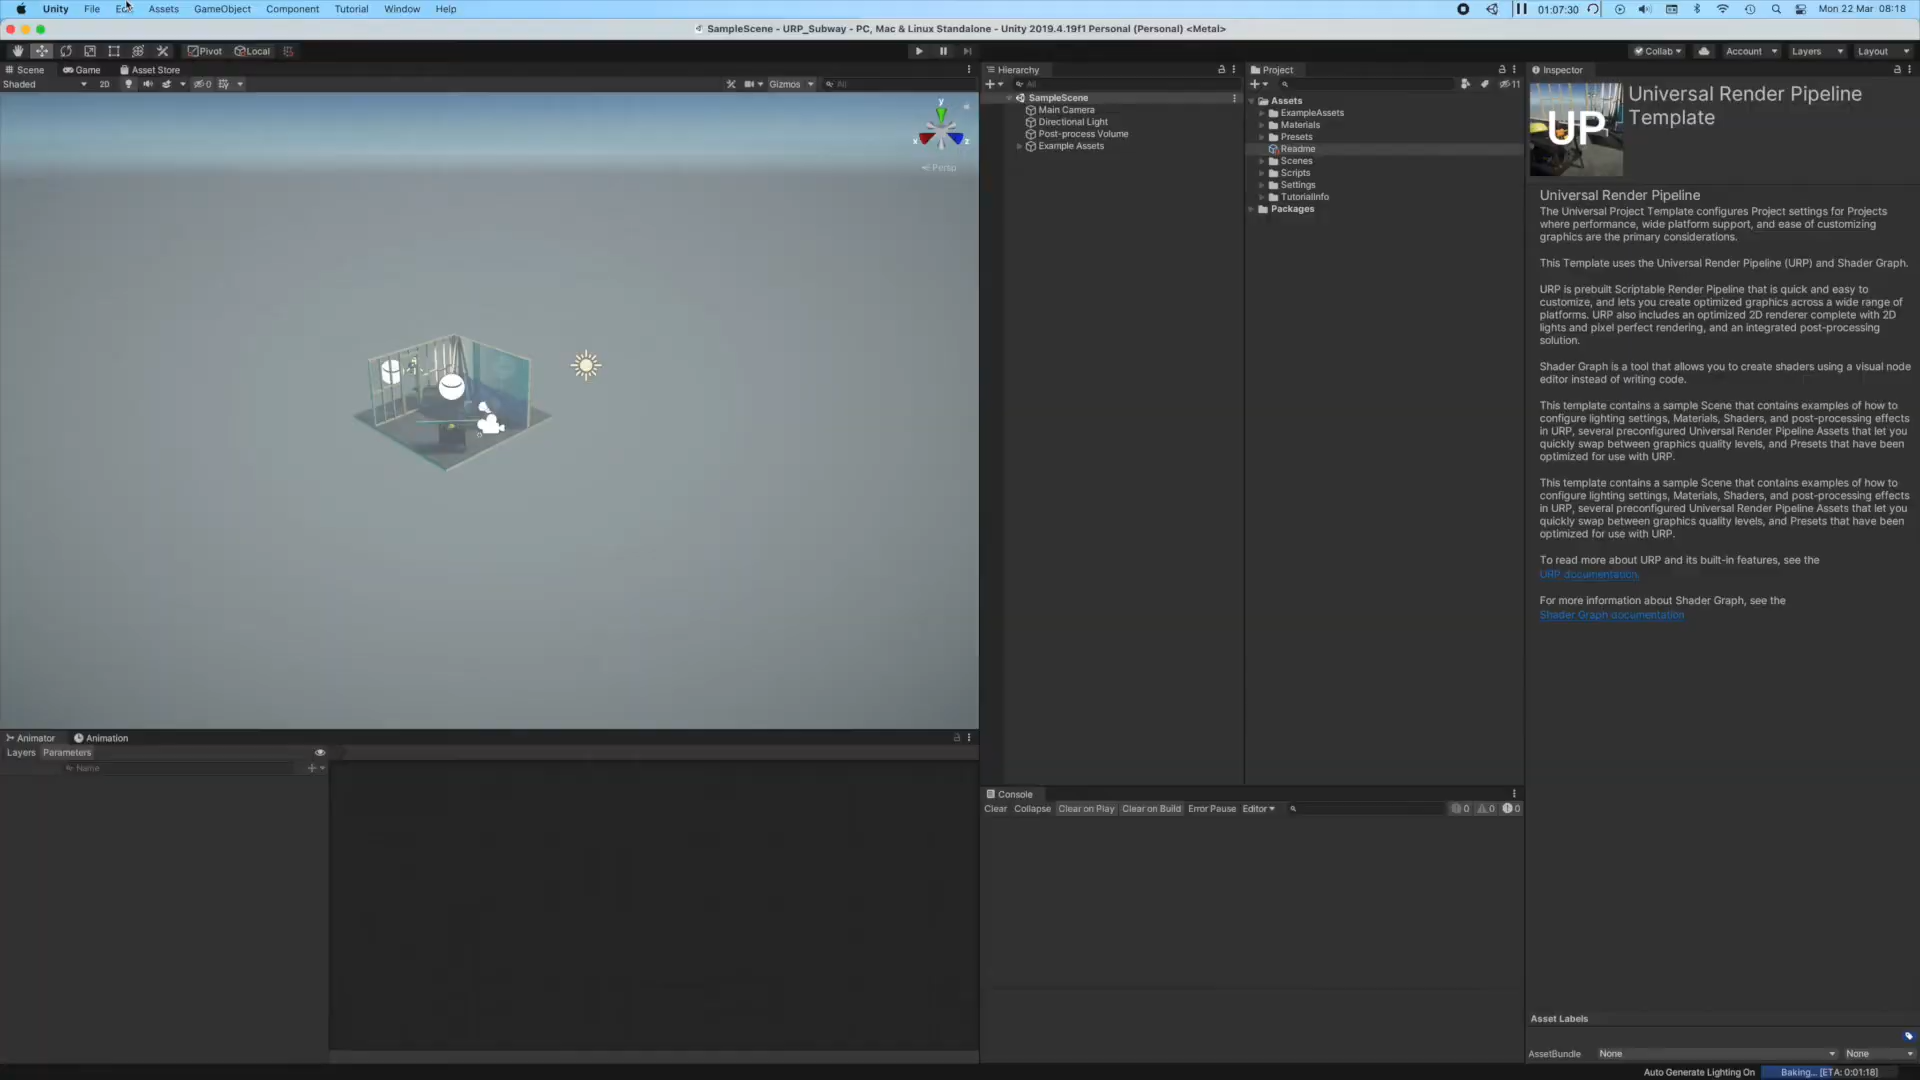 Unity File Assets GameObject Component Tutorial Window Help 01:07:30 Mon 22 Mar 08:18
SampleScene - URP_Subway - PC, Mac & Linux Standalone - Unity 2019.4.19f1 Personal (Personal) <Metal>
Pivot Local Collab Account Layers Layout
Scene Game Asset Store
Shaded 2D 0 Gizmos All
y
x z
Persp
Hierarchy
All
SampleScene
Main Camera
Directional Light
Post-process Volume
Example Assets
Project
11
Assets
ExampleAssets
Materials
Presets
Readme
Scenes
Scripts
Settings
TutorialInfo
Packages
Inspector
UP
Universal Render Pipeline
Template
Universal Render Pipeline
The Universal Project Template configures Project settings for Projects
where performance, wide platform support, and ease of customizing
graphics are the primary considerations.
This Template uses the Universal Render Pipeline (URP) and Shader Graph.
URP is prebuilt Scriptable Render Pipeline that is quick and easy to
customize, and lets you create optimized graphics across a wide range of
platforms. URP also includes an optimized 2D renderer complete with 2D
lights and pixel perfect rendering, and an integrated post-processing
solution.
Shader Graph is a tool that allows you to create shaders using a visual node
editor instead of writing code.
This template contains a sample Scene that contains examples of how to
configure lighting settings, Materials, Shaders, and post-processing effects
in URP, several preconfigured Universal Render Pipeline Assets that let you
quickly swap between graphics quality levels, and Presets that have been
optimized for use with URP.
This template contains a sample Scene that contains examples of how to
configure lighting settings, Materials, Shaders, and post-processing effects
in URP, several preconfigured Universal Render Pipeline Assets that let you
quickly swap between graphics quality levels, and Presets that have been
optimized for use with URP.
To read more about URP and its built-in features, see the
URP documentation.
For more information about Shader Graph, see the
Shader Graph documentation
Animator Animation
Layers Parameters
Name
Console
Clear Collapse Clear on Play Clear on Build Error Pause Editor 0 0 0
Asset Labels
AssetBundle None None
Auto Generate Lighting On Baking... [ETA: 0:01:18]